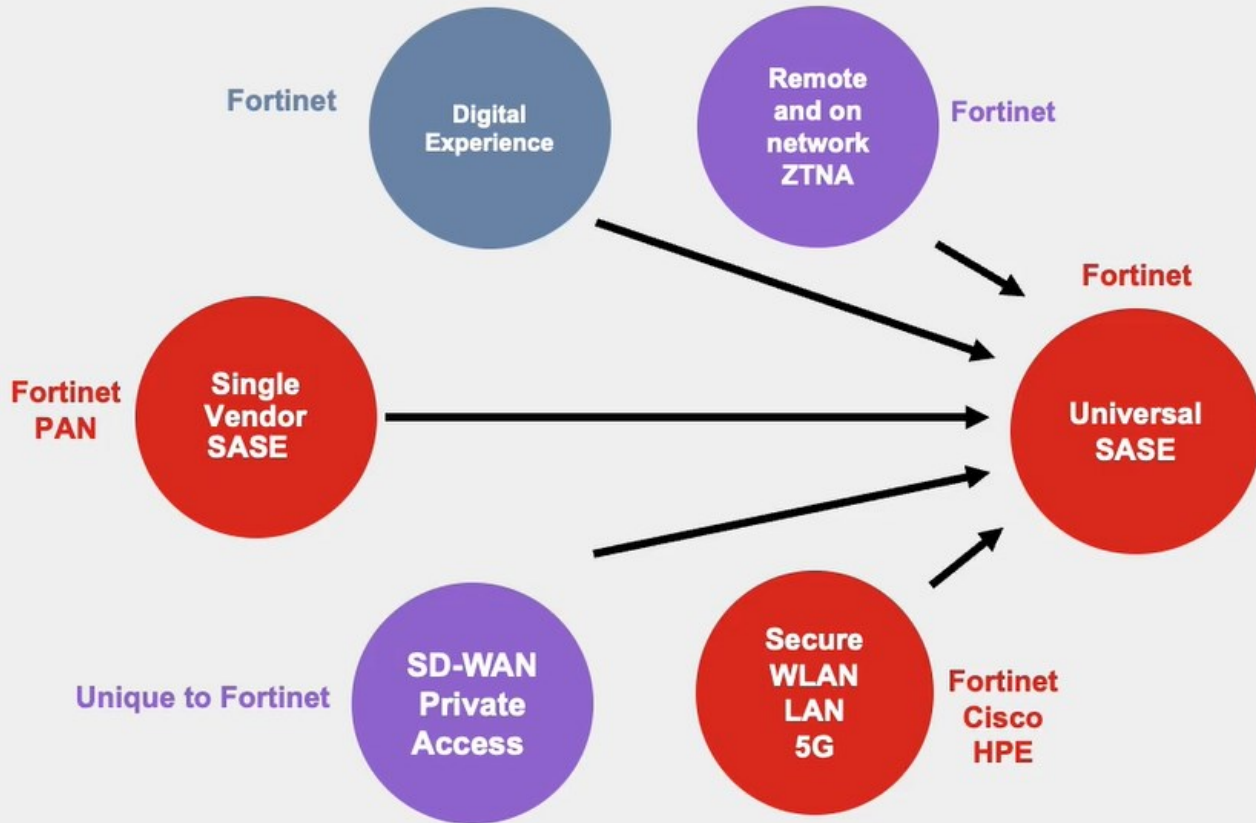 Fortinet
Digital
Experience
Remote
and on
network
ZTNA
Fortinet
Fortinet
PAN
Single
Vendor
SASE
Fortinet
Universal
SASE
Unique to Fortinet
SD-WAN
Private
Access
Secure
WLAN
LAN
5G
Fortinet
Cisco
HPE